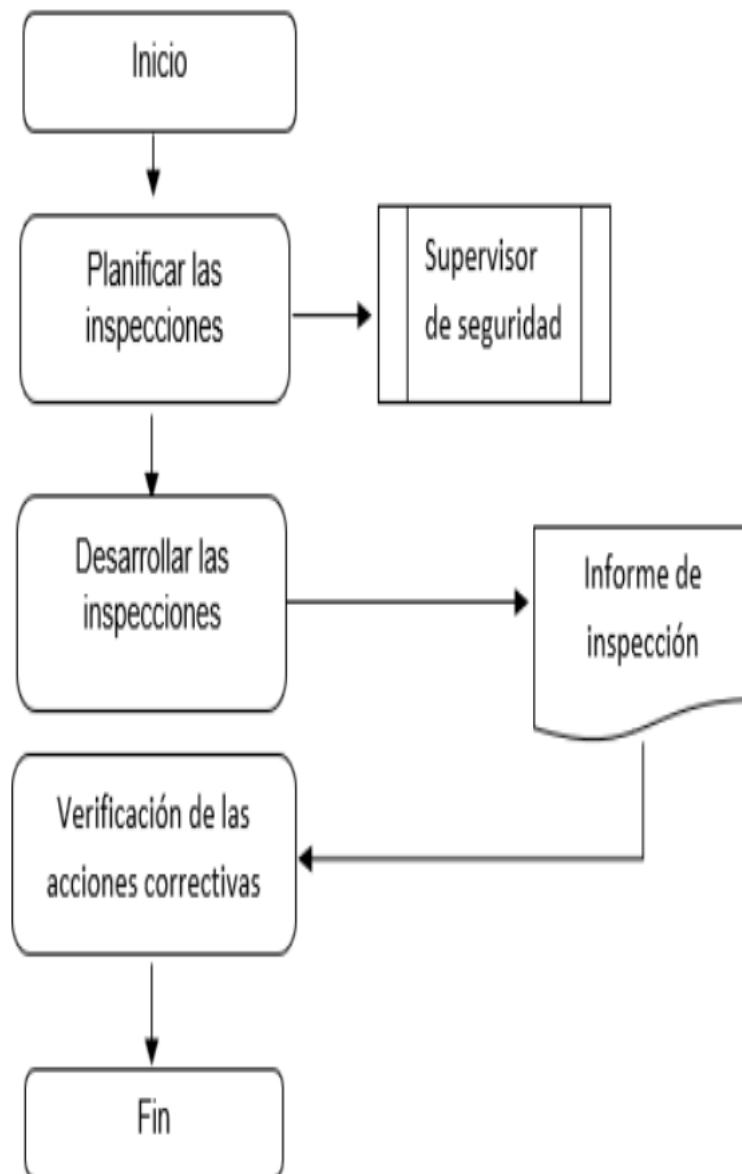 Inicio
Planificar las
inspecciones
Supervisor
de seguridad
Desarrollar las
inspecciones
Informe de
inspección
Verificación de las
acciones correctivas
Fin